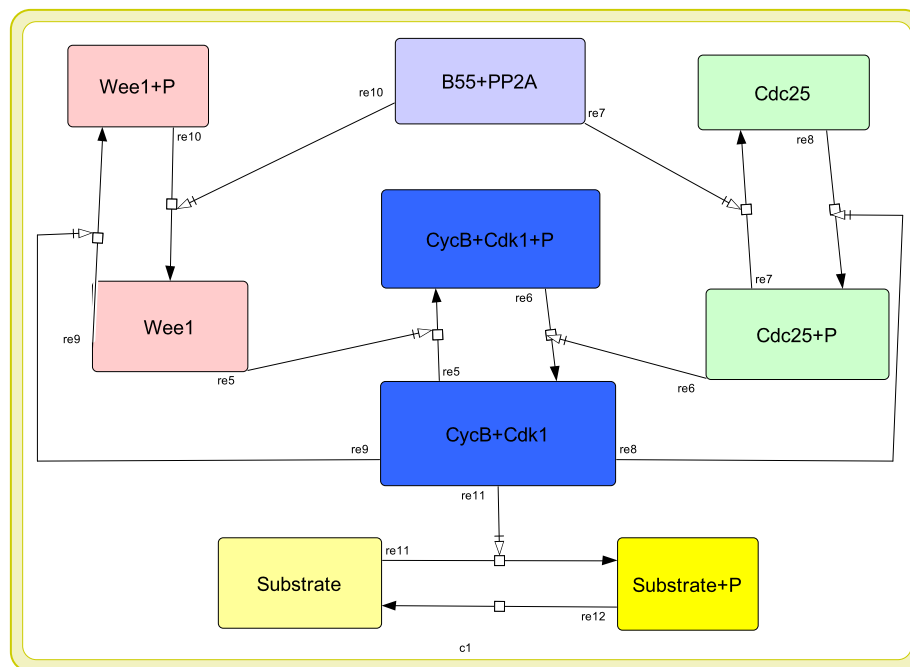 Wee1+P
B55+PP2A
Cdc25
re10
re10
re7
re8
CycB+Cdk1+P
re7
re6
Wee1
Cdc25+P
re9
re5
re5
re6
CycB+Cdk1
re9
re8
re11
re11
Substrate
Substrate+P
re12
c1